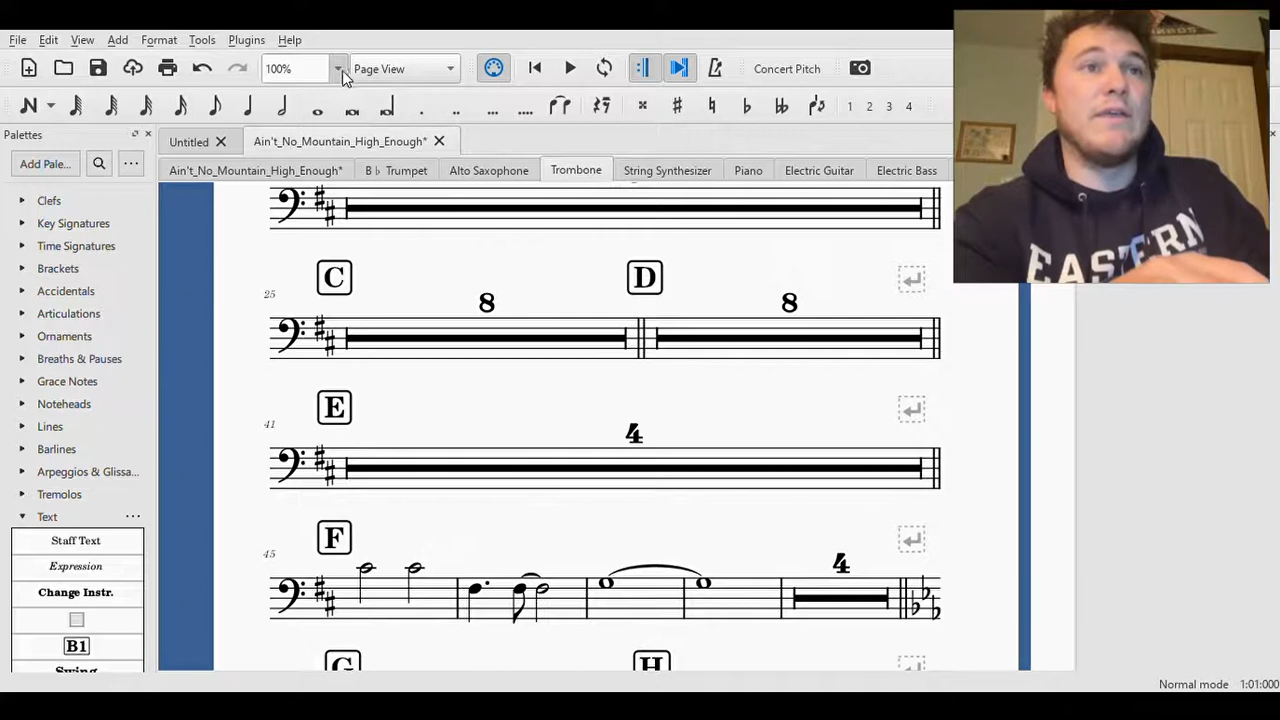 File Edit View Add Format Tools Plugins Help
100% Page View Concert Pitch
1 2 3 4
Palettes Untitled Ain't_No_Mountain_High_Enough*
Add Pale... Ain't_No_Mountain_High_Enough* B♭ Trumpet Alto Saxophone Trombone String Synthesizer Piano Electric Guitar Electric Bass
Clefs
Key Signatures
Time Signatures
Brackets
Accidentals
Articulations
Ornaments
Breaths & Pauses
Grace Notes
Noteheads
Lines
Barlines
Arpeggios & Glissa...
Tremolos
Text
Staff Text
Expression
Change Instr.
B1
Swing
C D
25 8 8
E
41 4
F
45 4
G H
EASTERN
Normal mode 1:01:000